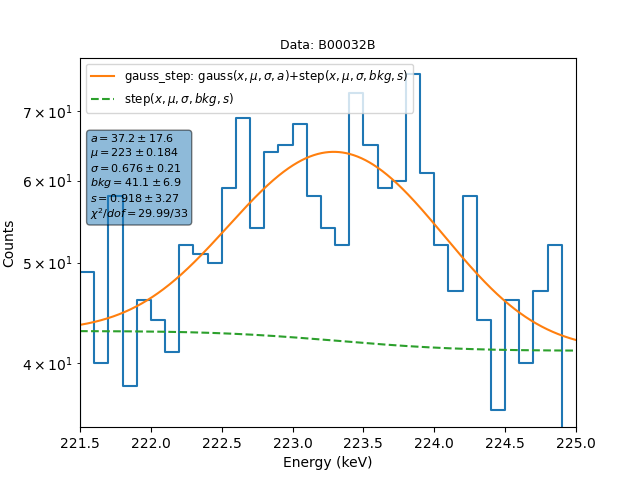 Data: B00032B
gauss_step: gauss(x, μ, σ, a)+step(x, μ, σ, bkg, s)
step(x, μ, σ, bkg, s)
a = 37.2 ± 17.6
μ = 223 ± 0.184
σ = 0.676 ± 0.21
bkg = 41.1 ± 6.9
s = 0.918 ± 3.27
χ²/dof = 29.99/33
7 × 10¹
6 × 10¹
5 × 10¹
4 × 10¹
Counts
221.5 222.0 222.5 223.0 223.5 224.0 224.5 225.0
Energy (keV)